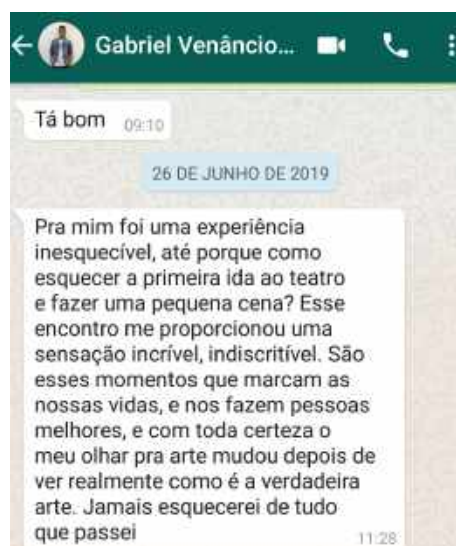 Gabriel Venâncio...
Tá bom 09:10
26 DE JUNHO DE 2019
Pra mim foi uma experiência
inesquecível, até porque como
esquecer a primeira ida ao teatro
e fazer uma pequena cena? Esse
encontro me proporcionou uma
sensação incrível, indiscritível. São
esses momentos que marcam as
nossas vidas, e nos fazem pessoas
melhores, e com toda certeza o
meu olhar pra arte mudou depois de
ver realmente como é a verdadeira
arte. Jamais esquecerei de tudo
que passei 11:28